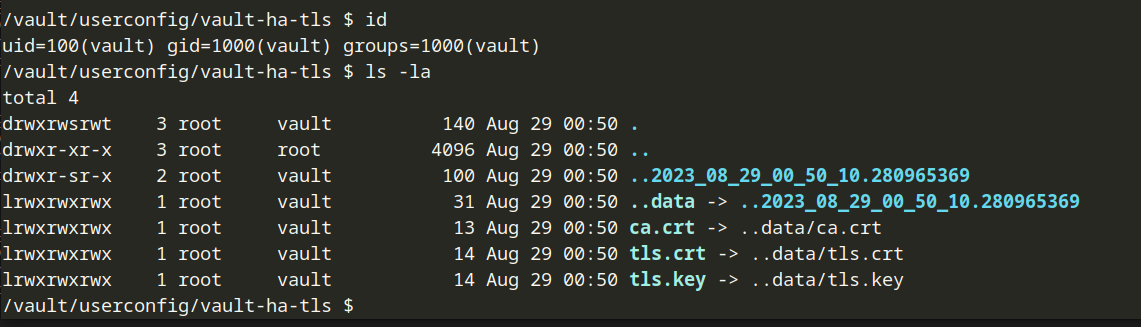 /vault/userconfig/vault-ha-tls $ id
uid=100(vault) gid=1000(vault) groups=1000(vault)
/vault/userconfig/vault-ha-tls $ ls -la
total 4
drwxrwsrwt    3 root     vault          140 Aug 29 00:50 .
drwxr-xr-x    3 root     root          4096 Aug 29 00:50 ..
drwxr-sr-x    2 root     vault          100 Aug 29 00:50 ..2023_08_29_00_50_10.280965369
lrwxrwxrwx    1 root     vault           31 Aug 29 00:50 ..data -> ..2023_08_29_00_50_10.280965369
lrwxrwxrwx    1 root     vault           13 Aug 29 00:50 ca.crt -> ..data/ca.crt
lrwxrwxrwx    1 root     vault           14 Aug 29 00:50 tls.crt -> ..data/tls.crt
lrwxrwxrwx    1 root     vault           14 Aug 29 00:50 tls.key -> ..data/tls.key
/vault/userconfig/vault-ha-tls $